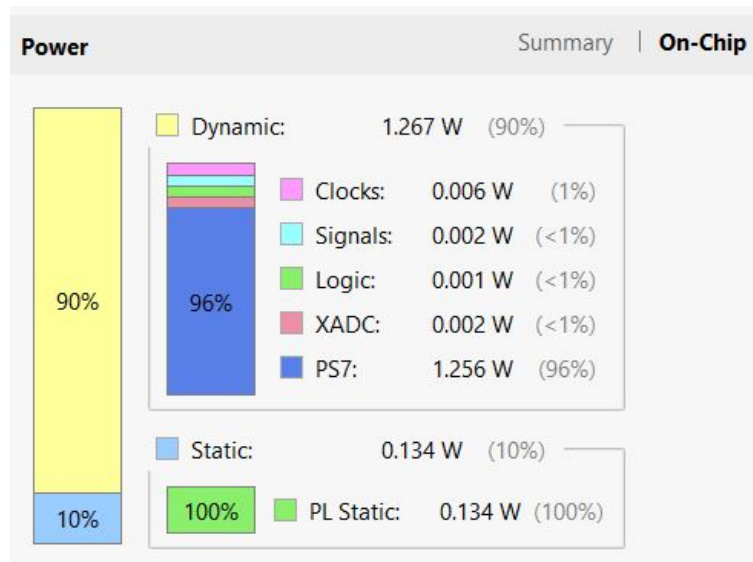 Power Summary | On-Chip
Dynamic: 1.267 W (90%)
Clocks: 0.006 W (1%)
Signals: 0.002 W (<1%)
90% 96% Logic: 0.001 W (<1%)
XADC: 0.002 W (<1%)
PS7: 1.256 W (96%)
Static: 0.134 W (10%)
10% 100% PL Static: 0.134 W (100%)